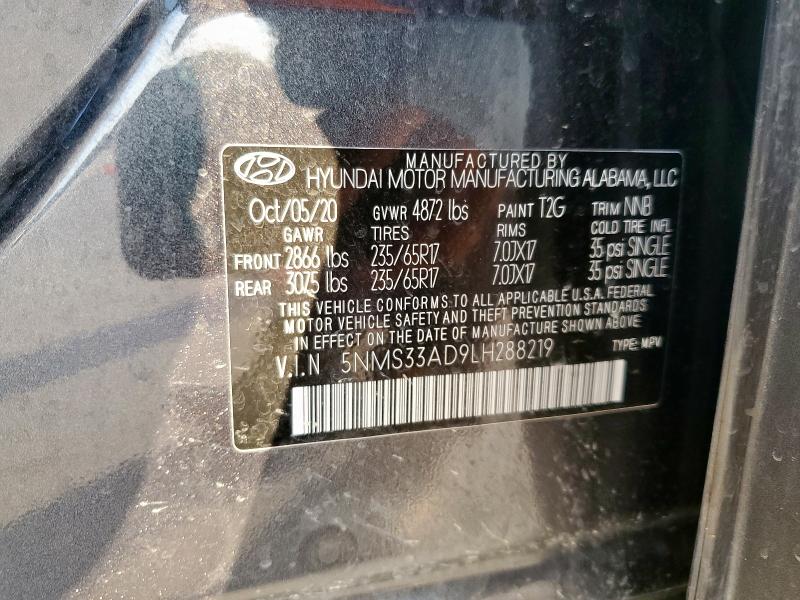 MANUFACTURED BY
HYUNDAI MOTOR MANUFACTURING ALABAMA, LLC
Oct/05/20 GVWR 4872 lbs PAINT T2G TRIM NNB
GAWR TIRES RIMS COLD TIRE INFL
FRONT 2866 lbs 235/65R17 7.0JX17 35 psi SINGLE
REAR 3075 lbs 235/65R17 7.0JX17 35 psi SINGLE
THIS VEHICLE CONFORMS TO ALL APPLICABLE U.S.A. FEDERAL
MOTOR VEHICLE SAFETY AND THEFT PREVENTION STANDARDS
IN EFFECT ON THE DATE OF MANUFACTURE SHOWN ABOVE.
V.I.N 5NMS33AD9LH288219 TYPE: MPV